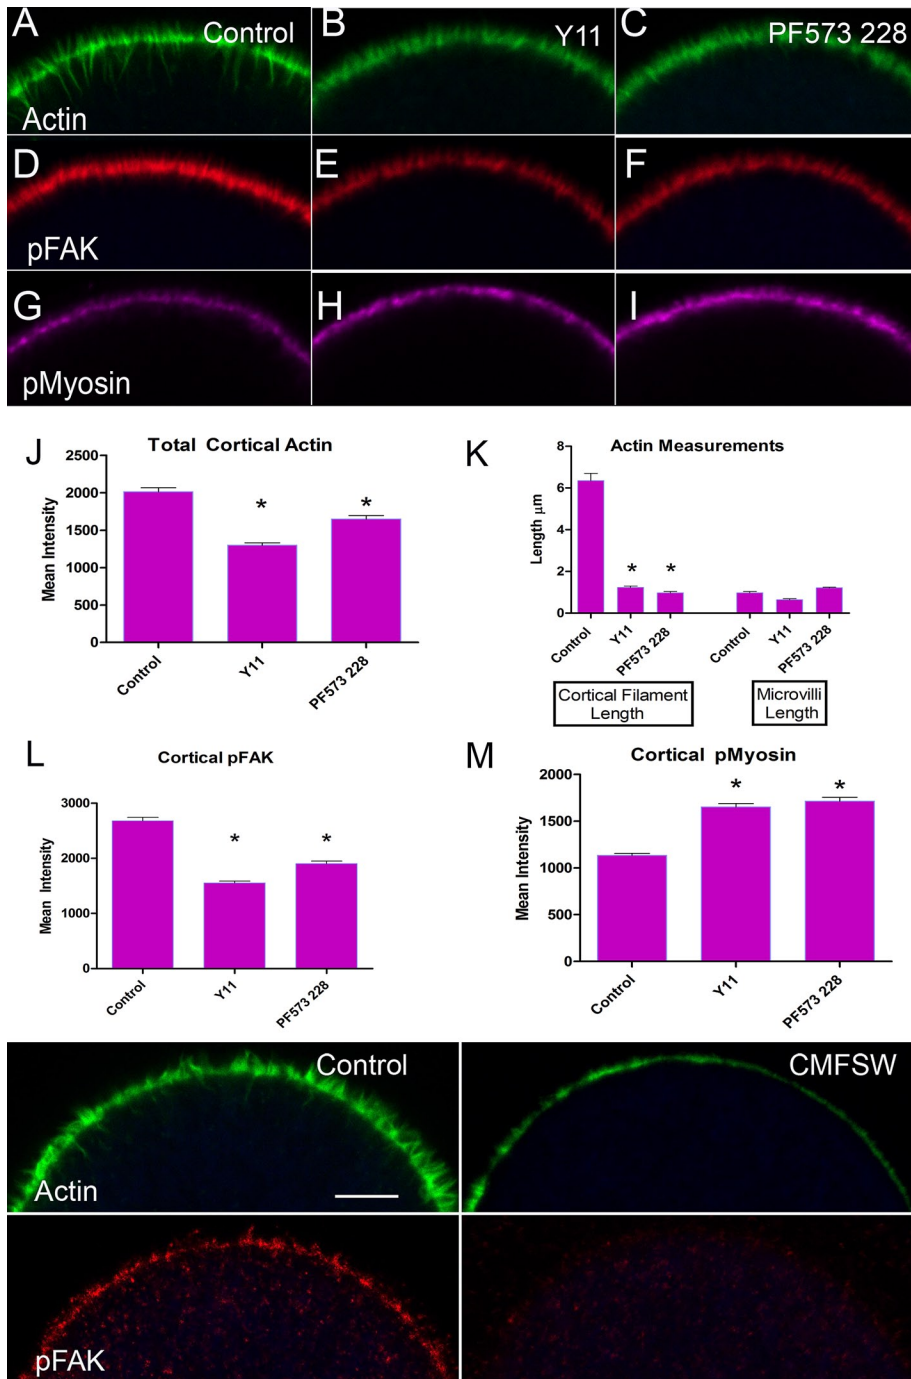 A
Control
B
Y11
C
PF573 228
Actin
D
E
F
pFAK
G
H
I
pMyosin
J
Total Cortical Actin
Mean Intensity
2500
2000
1500
1000
500
0
Control
Y11
PF573 228
K
Actin Measurements
Length μm
8
6
4
2
0
Control
Y11
PF573 228
Control
Y11
PF573 228
*
*
Cortical Filament
Length
Microvilli
Length
*
*
L
Cortical pFAK
Mean Intensity
3000
2000
1000
0
*
*
Control
Y11
PF573 228
M
Cortical pMyosin
Mean Intensity
2000
1500
1000
500
0
*
*
Control
Y11
PF573 228
Control
CMFSW
Actin
pFAK